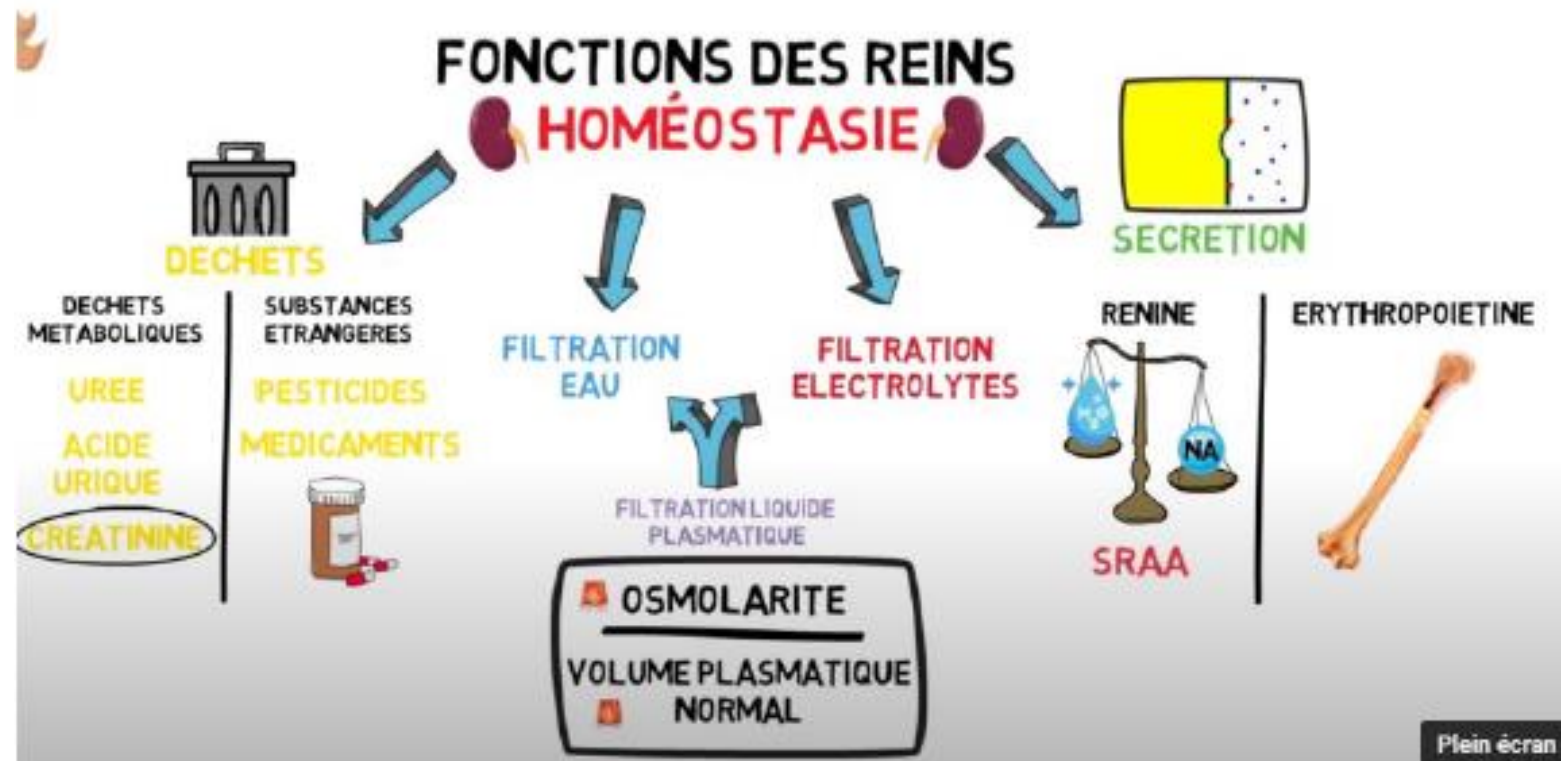 FONCTIONS DES REINS
HOMÉOSTASIE
DECHETS
DECHETS
METABOLIQUES
UREE
ACIDE
URIQUE
CREATININE
SUBSTANCES
ETRANGERES
PESTICIDES
MEDICAMENTS
FILTRATION
EAU
FILTRATION
ELECTROLYTES
FILTRATION LIQUIDE
PLASMATIQUE
OSMOLARITE
VOLUME PLASMATIQUE
NORMAL
SECRETION
RENINE
H₂O
NA
SRAA
ERYTHROPOIETINE
Plein écran